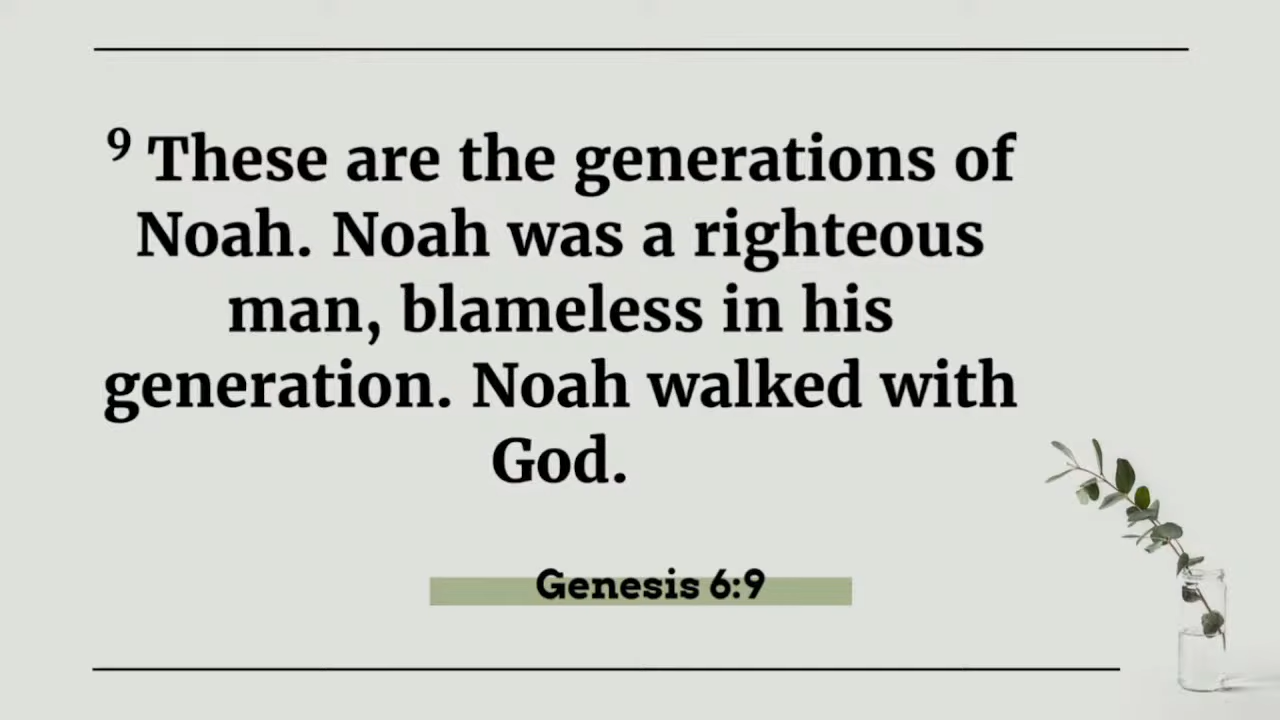 ⁹ These are the generations of
Noah. Noah was a righteous
man, blameless in his
generation. Noah walked with
God.
Genesis 6:9